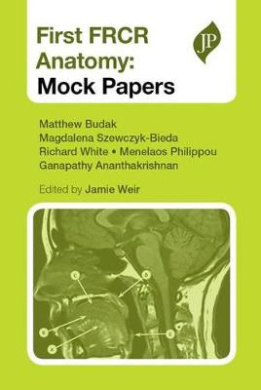 First FRCR
Anatomy:
Mock Papers
JP
Matthew Budak
Magdalena Szewczyk-Bieda
Richard White • Menelaos Philippou
Ganapathy Ananthakrishnan
Edited by Jamie Weir